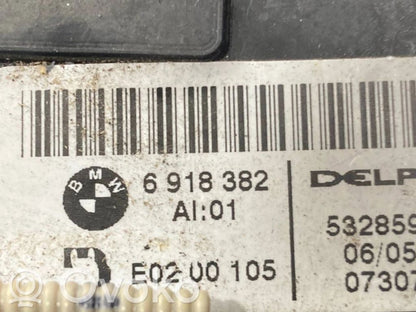 BMW
6 918 382
AI:01
E02 00 105
DELP
532859
06/05
07307
OVOKO